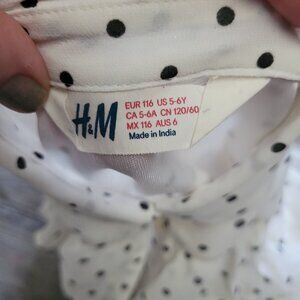 H&M
EUR 116 US 5-6Y
CA 5-6A CN 120/60
MX 116 AUS 6
Made in India